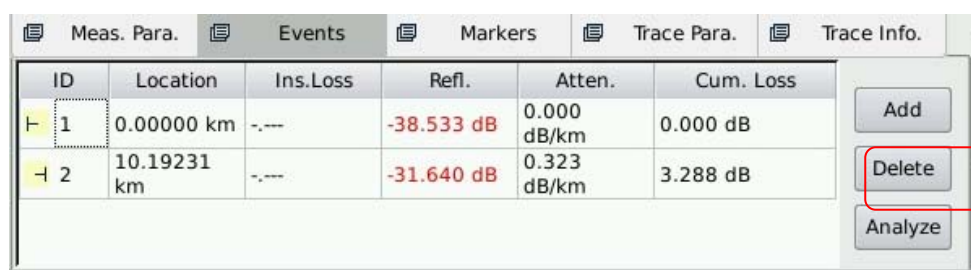 Meas. Para. Events Markers Trace Para. Trace Info.
ID Location Ins.Loss Refl. Atten. Cum. Loss
1 0.00000 km -.--- -38.533 dB 0.000 dB/km 0.000 dB
2 10.19231 km -.--- -31.640 dB 0.323 dB/km 3.288 dB
Add
Delete
Analyze